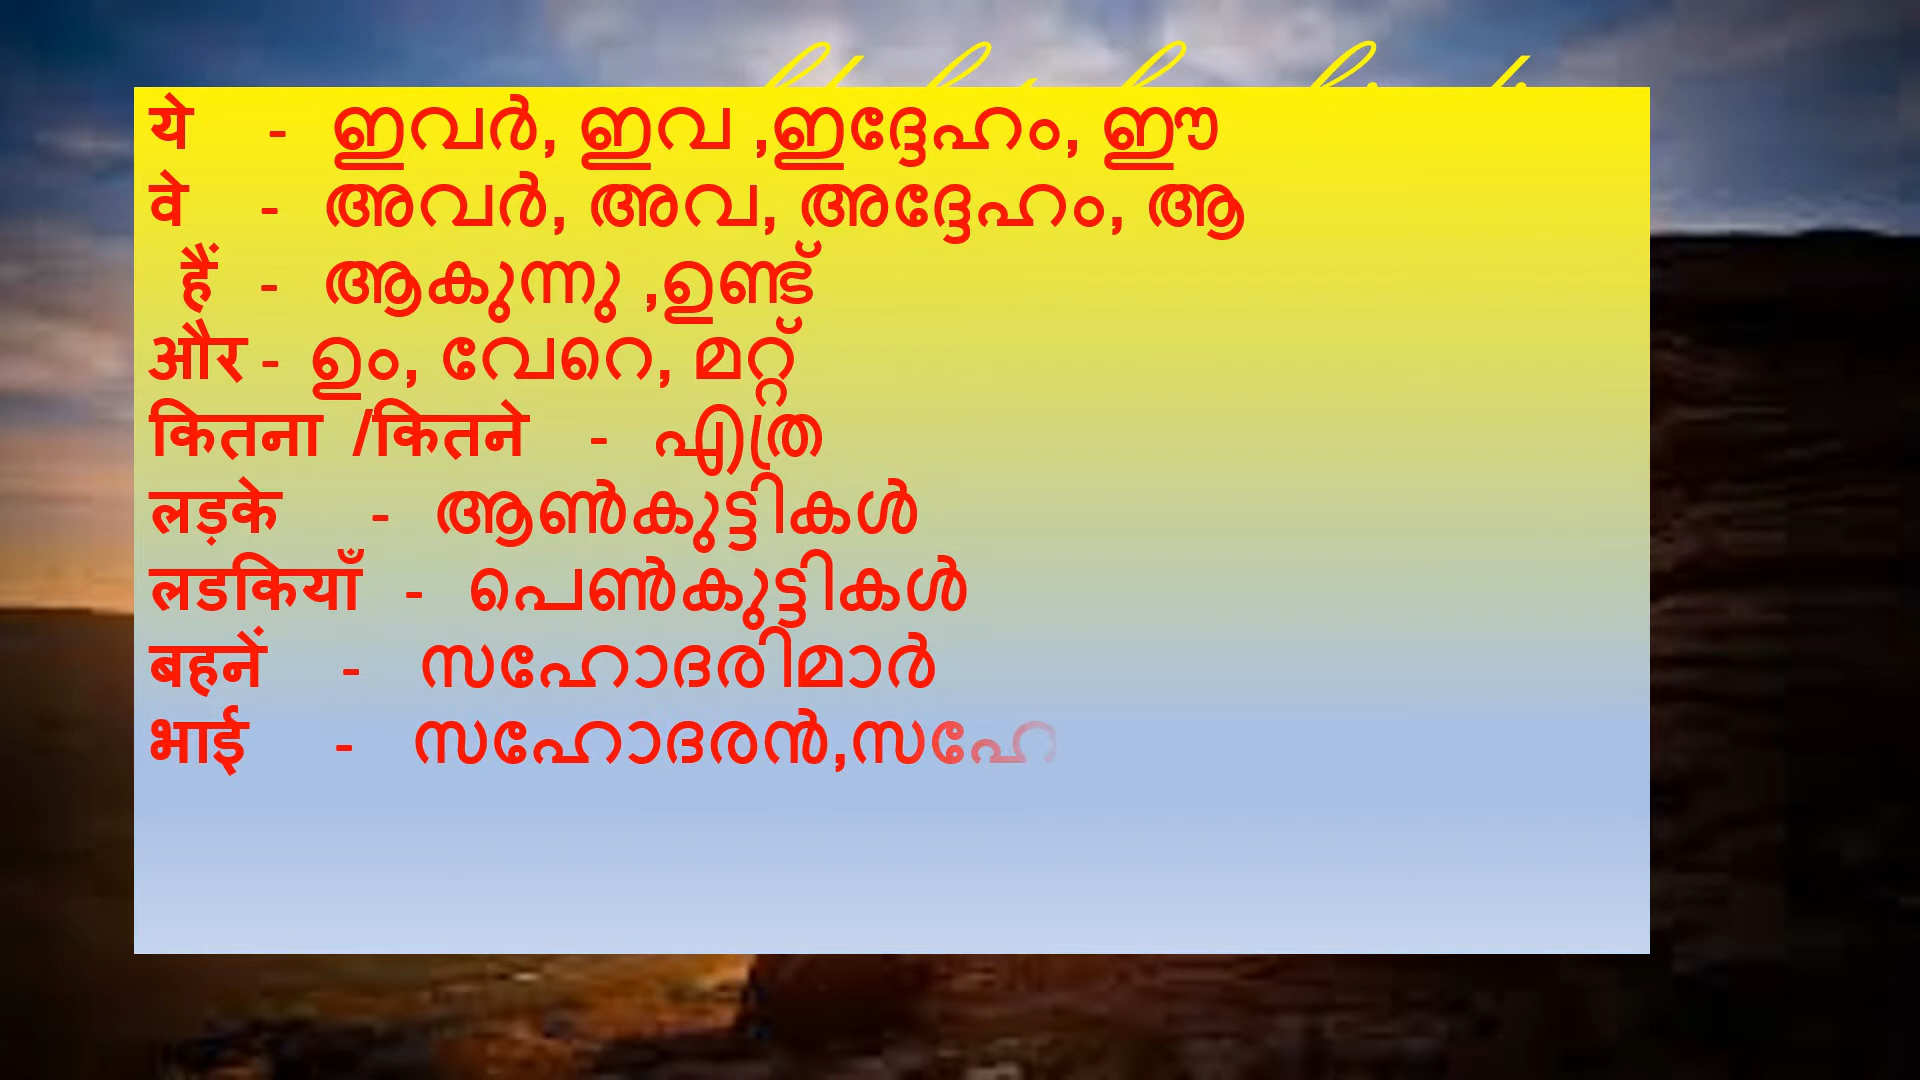 ये - ഇവർ, ഇവ ,ഇദ്ദേഹം, ഈ
वे - അവർ, അവ, അദ്ദേഹം, ആ
हैं - ആകുന്നു ,ഉണ്ട്
और - ഉം, വേറെ, മറ്റ്
कितना /कितने - എത്ര
लड़के - ആൺകുട്ടികൾ
लडकियाँ - പെൺകുട്ടികൾ
बहनें - സഹോദരിമാർ
भाई - സഹോദരൻ,സഹേ